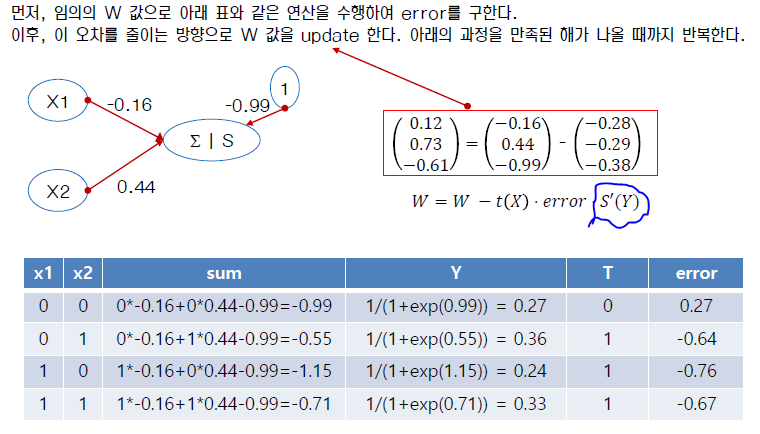 먼저, 임의의 W 값으로 아래 표와 같은 연산을 수행하여 error를 구한다.
이후, 이 오차를 줄이는 방향으로 W 값을 update 한다. 아래의 과정을 만족된 해가 나올 때까지 반복한다.
X1
-0.16
-0.99
1
Σ | S
X2
0.44
0.12 −0.16 −0.28
0.73 = 0.44 - −0.29
−0.61 −0.99 −0.38
W = W − t(X) · error S′(Y)
x1 x2 sum Y T error
0 0 0*-0.16+0*0.44-0.99=-0.99 1/(1+exp(0.99)) = 0.27 0 0.27
0 1 0*-0.16+1*0.44-0.99=-0.55 1/(1+exp(0.55)) = 0.36 1 -0.64
1 0 1*-0.16+0*0.44-0.99=-1.15 1/(1+exp(1.15)) = 0.24 1 -0.76
1 1 1*-0.16+1*0.44-0.99=-0.71 1/(1+exp(0.71)) = 0.33 1 -0.67